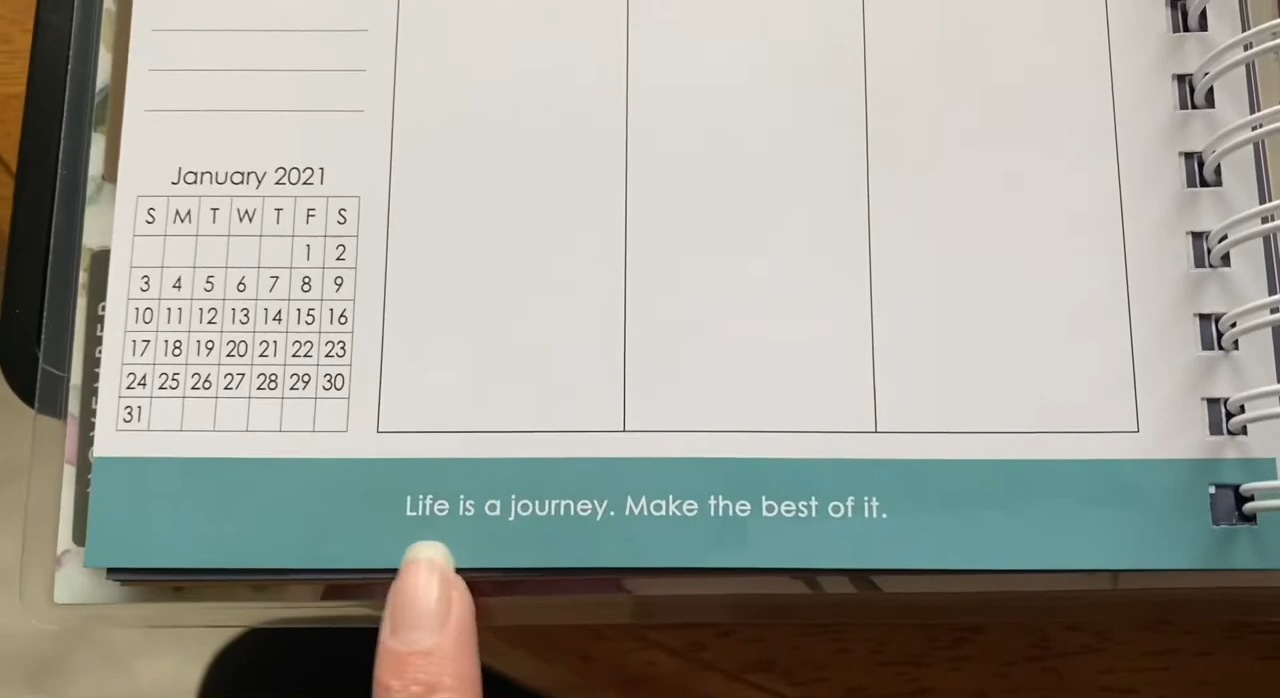 January 2021
S M T W T F S
1 2
3 4 5 6 7 8 9
10 11 12 13 14 15 16
17 18 19 20 21 22 23
24 25 26 27 28 29 30
31
Life is a journey. Make the best of it.
NOVEMBER